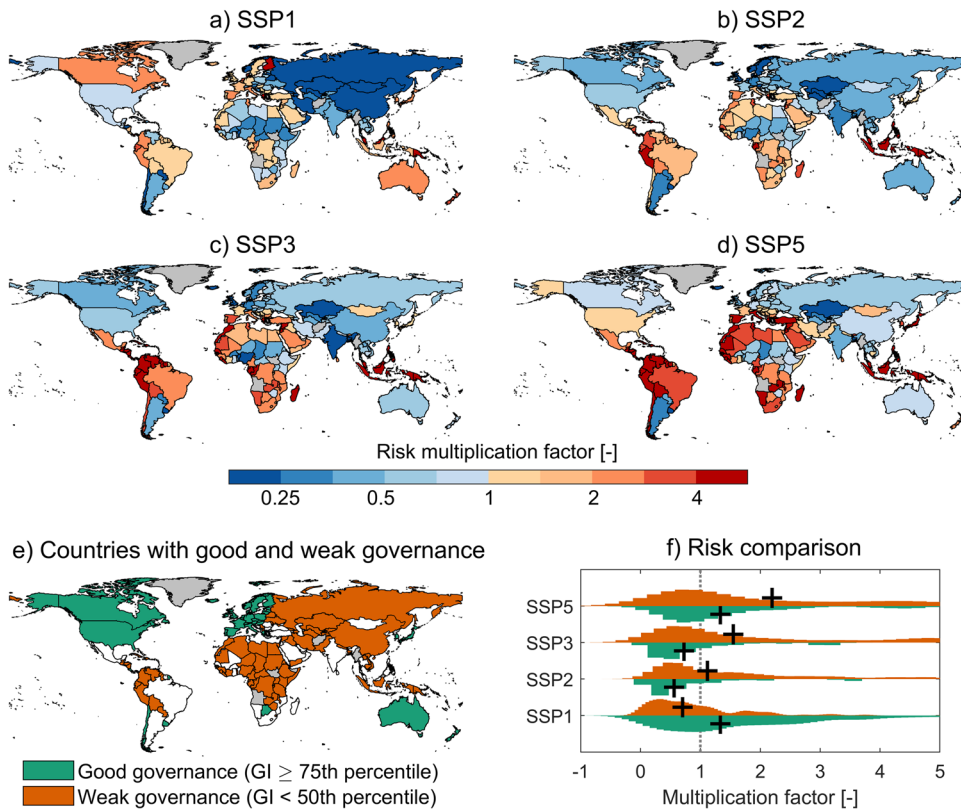 a) SSP1
b) SSP2
c) SSP3
d) SSP5
Risk multiplication factor [-]
0.25 0.5 1 2 4
e) Countries with good and weak governance
Good governance (GI ≥ 75th percentile)
Weak governance (GI < 50th percentile)
f) Risk comparison
SSP5
SSP3
SSP2
SSP1
-1 0 1 2 3 4 5
Multiplication factor [-]